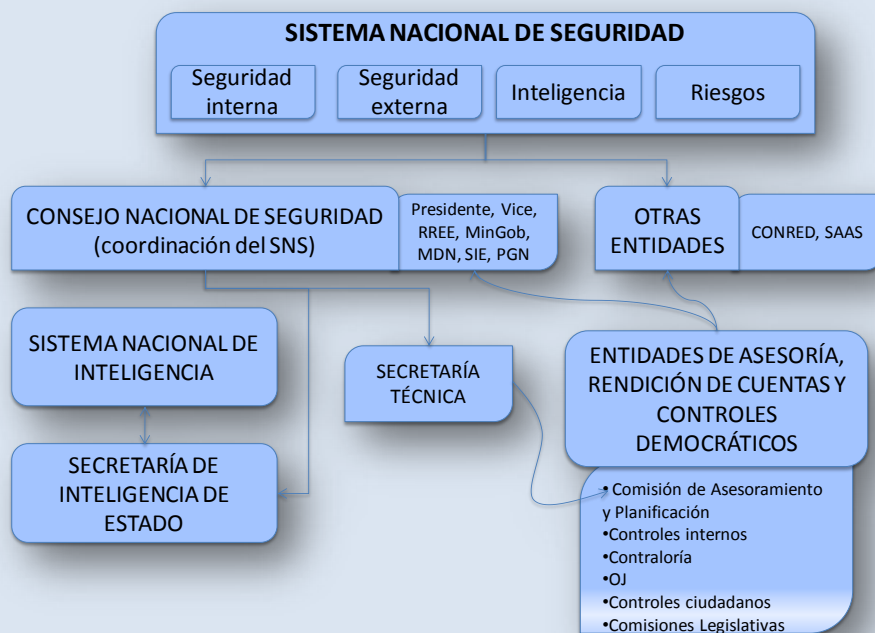 SISTEMA NACIONAL DE SEGURIDAD
Seguridad
interna
Seguridad
externa
Inteligencia
Riesgos
CONSEJO NACIONAL DE SEGURIDAD
(coordinación del SNS)
Presidente, Vice,
RREE, MinGob,
MDN, SIE, PGN
OTRAS
ENTIDADES
CONRED, SAAS
SISTEMA NACIONAL DE
INTELIGENCIA
SECRETARÍA
TÉCNICA
ENTIDADES DE ASESORÍA,
RENDICIÓN DE CUENTAS Y
CONTROLES
DEMOCRÁTICOS
SECRETARÍA DE
INTELIGENCIA DE
ESTADO
• Comisión de Asesoramiento
y Planificación
•Controles internos
•Contraloría
•OJ
•Controles ciudadanos
•Comisiones Legislativas